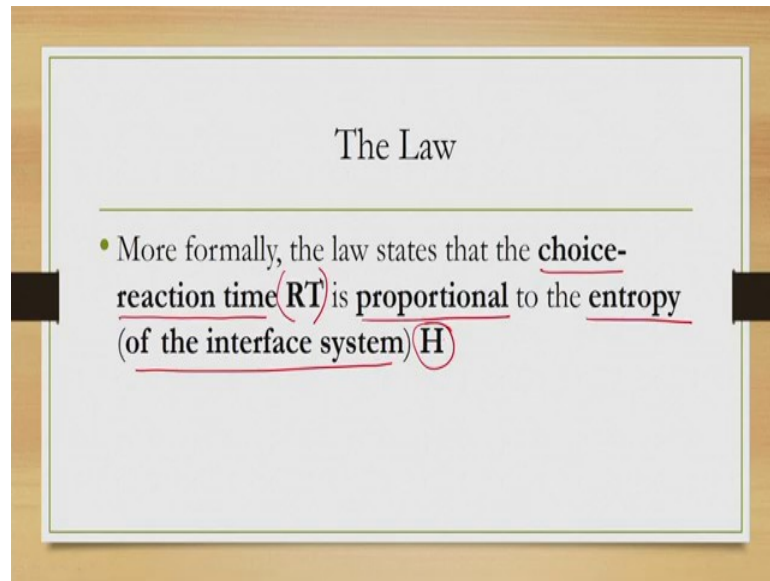 The Law
• More formally, the law states that the choice-
reaction time (RT) is proportional to the entropy
(of the interface system) H